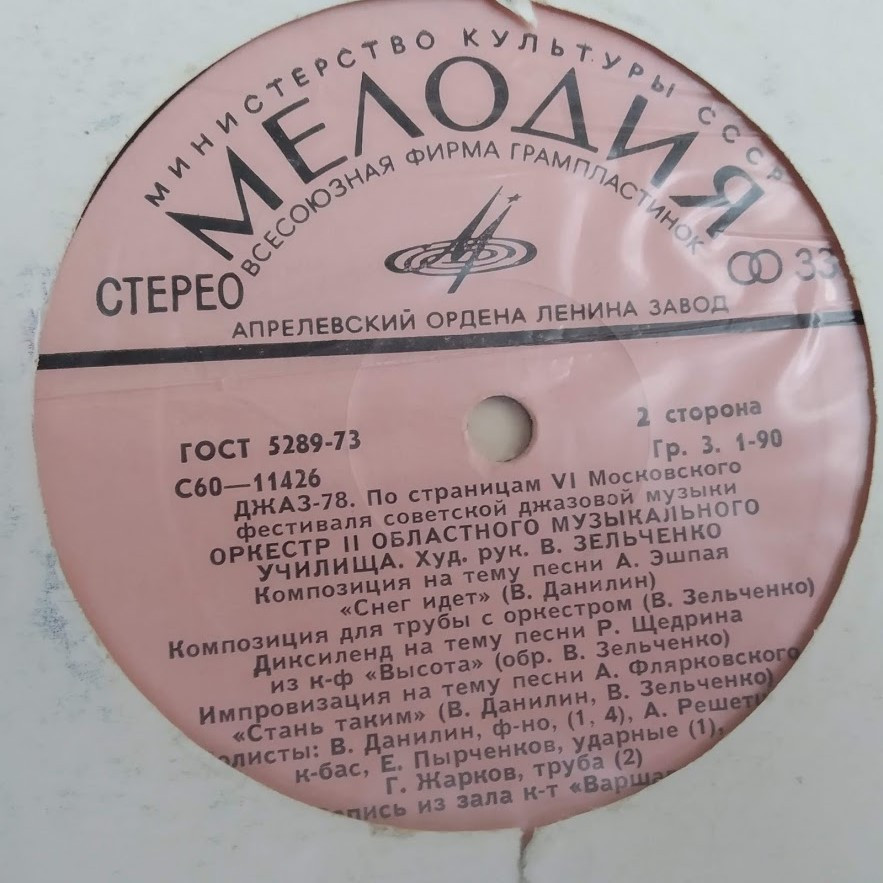 МИНИСТЕРСТВО КУЛЬТУРЫ СССР
МЕЛОДИЯ
ВСЕСОЮЗНАЯ ФИРМА ГРАМПЛАСТИНОК
СТЕРЕО
33
АПРЕЛЕВСКИЙ ОРДЕНА ЛЕНИНА ЗАВОД
2 сторона
ГОСТ 5289-73
Гр. 3. 1-90
С60—11426
ДЖАЗ-78. По страницам VI Московского
фестиваля советской джазовой музыки
ОРКЕСТР II ОБЛАСТНОГО МУЗЫКАЛЬНОГО
УЧИЛИЩА. Худ. рук. В. ЗЕЛЬЧЕНКО
Композиция на тему песни А. Эшпая
«Снег идет» (В. Данилин)
Композиция для трубы с оркестром (В. Зельченко)
Диксиленд на тему песни Р. Щедрина
из к-ф «Высота» (обр. В. Зельченко)
Импровизация на тему песни А. Флярковского
«Стань таким» (В. Данилин, В. Зельченко)
В. Данилин, ф-но, (1, 4), А.
к-бас, Е. Пырченков, ударные (1),
Г. Жарков, труба (2)
из зала к-т